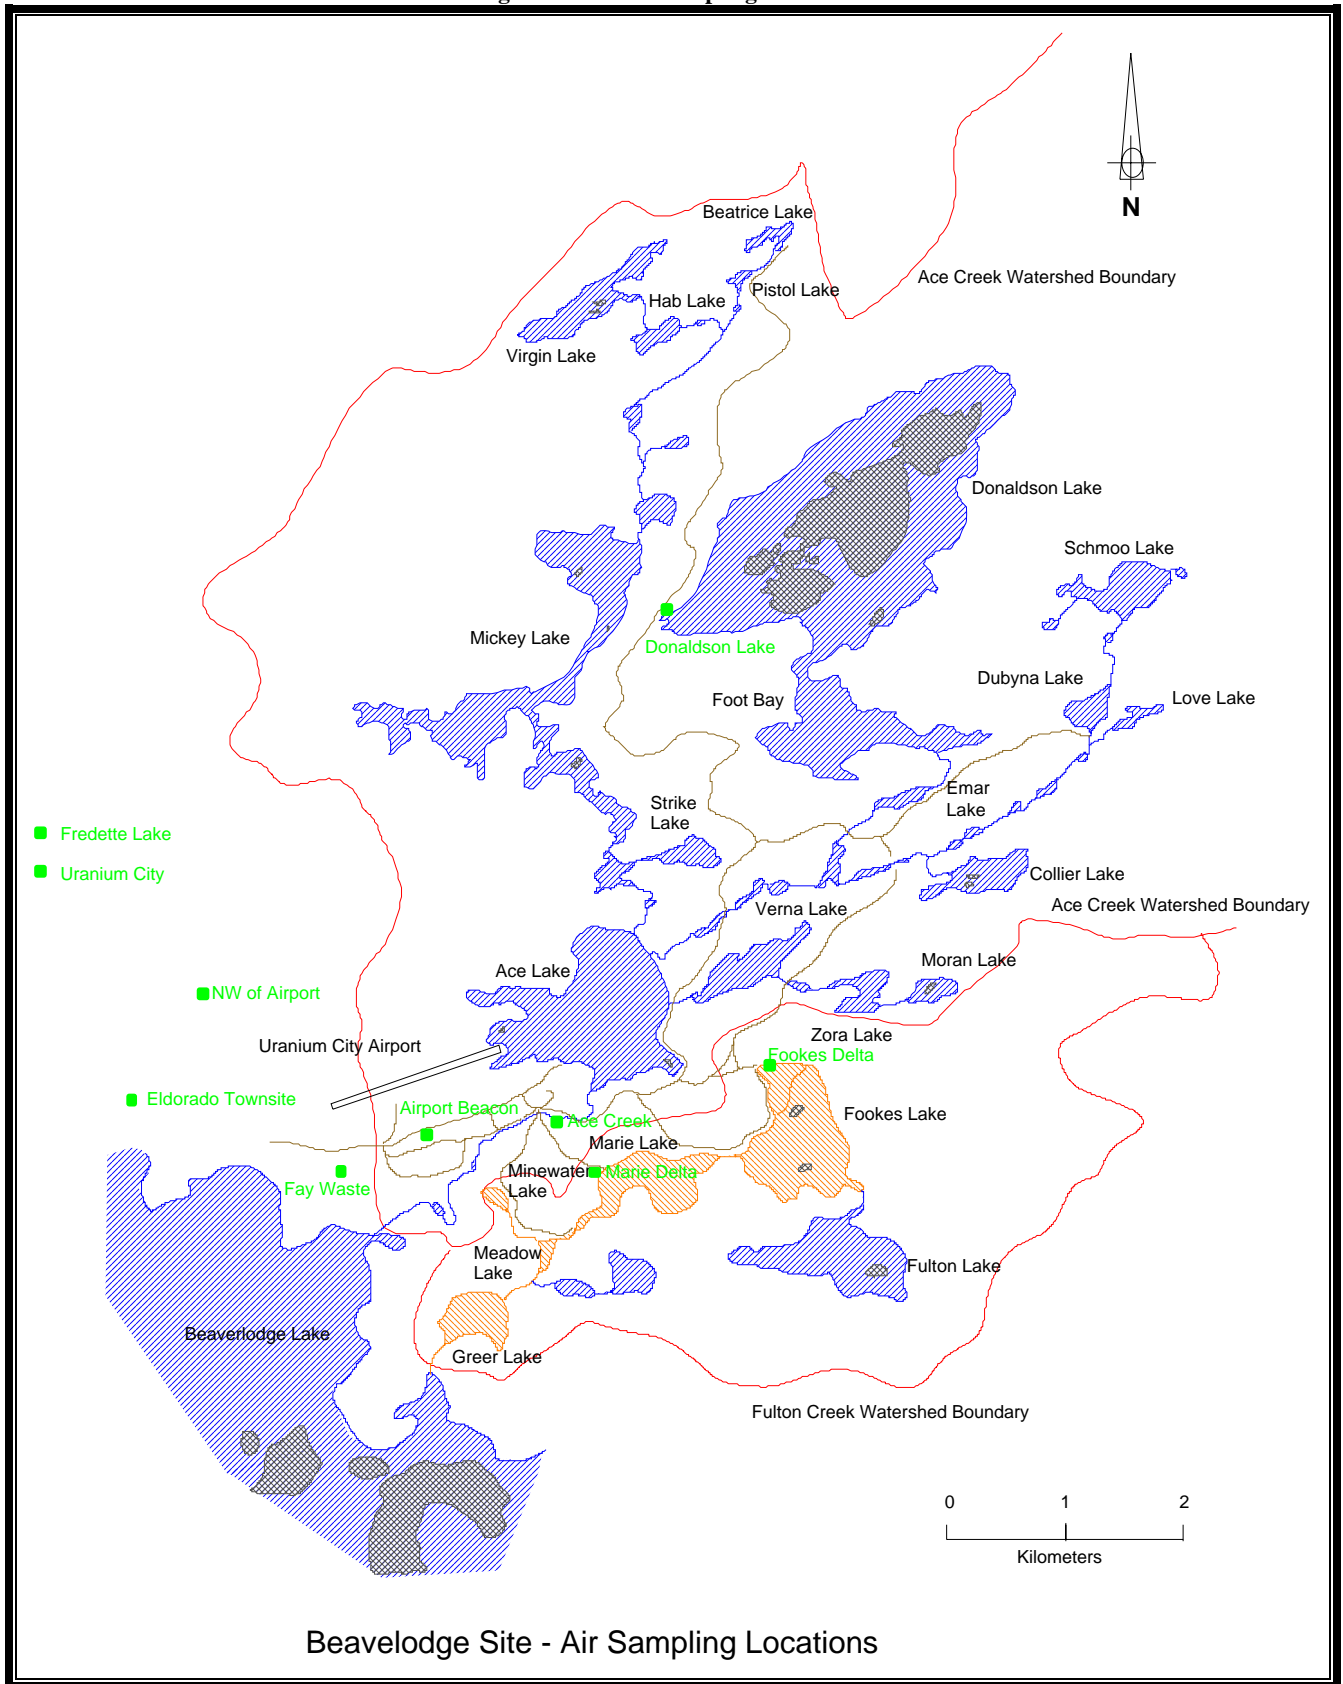 N
Beatrice Lake
Ace Creek Watershed Boundary
Pistol Lake
Hab Lake
Virgin Lake
Donaldson Lake
Schmoo Lake
Mickey Lake
Donaldson Lake
Dubyna Lake
Foot Bay
Love Lake
Emar
Lake
Strike
Lake
Fredette Lake
Uranium City
Collier Lake
Ace Creek Watershed Boundary
Verna Lake
Moran Lake
Ace Lake
NW of Airport
Zora Lake
Uranium City Airport
Fookes Delta
Eldorado Townsite
Airport Beacon
Fookes Lake
Ace Creek
Marie Lake
Minewater
Lake
Marie Delta
Fay Waste
Meadow
Lake
Fulton Lake
Beaverlodge Lake
Greer Lake
Fulton Creek Watershed Boundary
0 1 2
Kilometers
Beavelodge Site - Air Sampling Locations